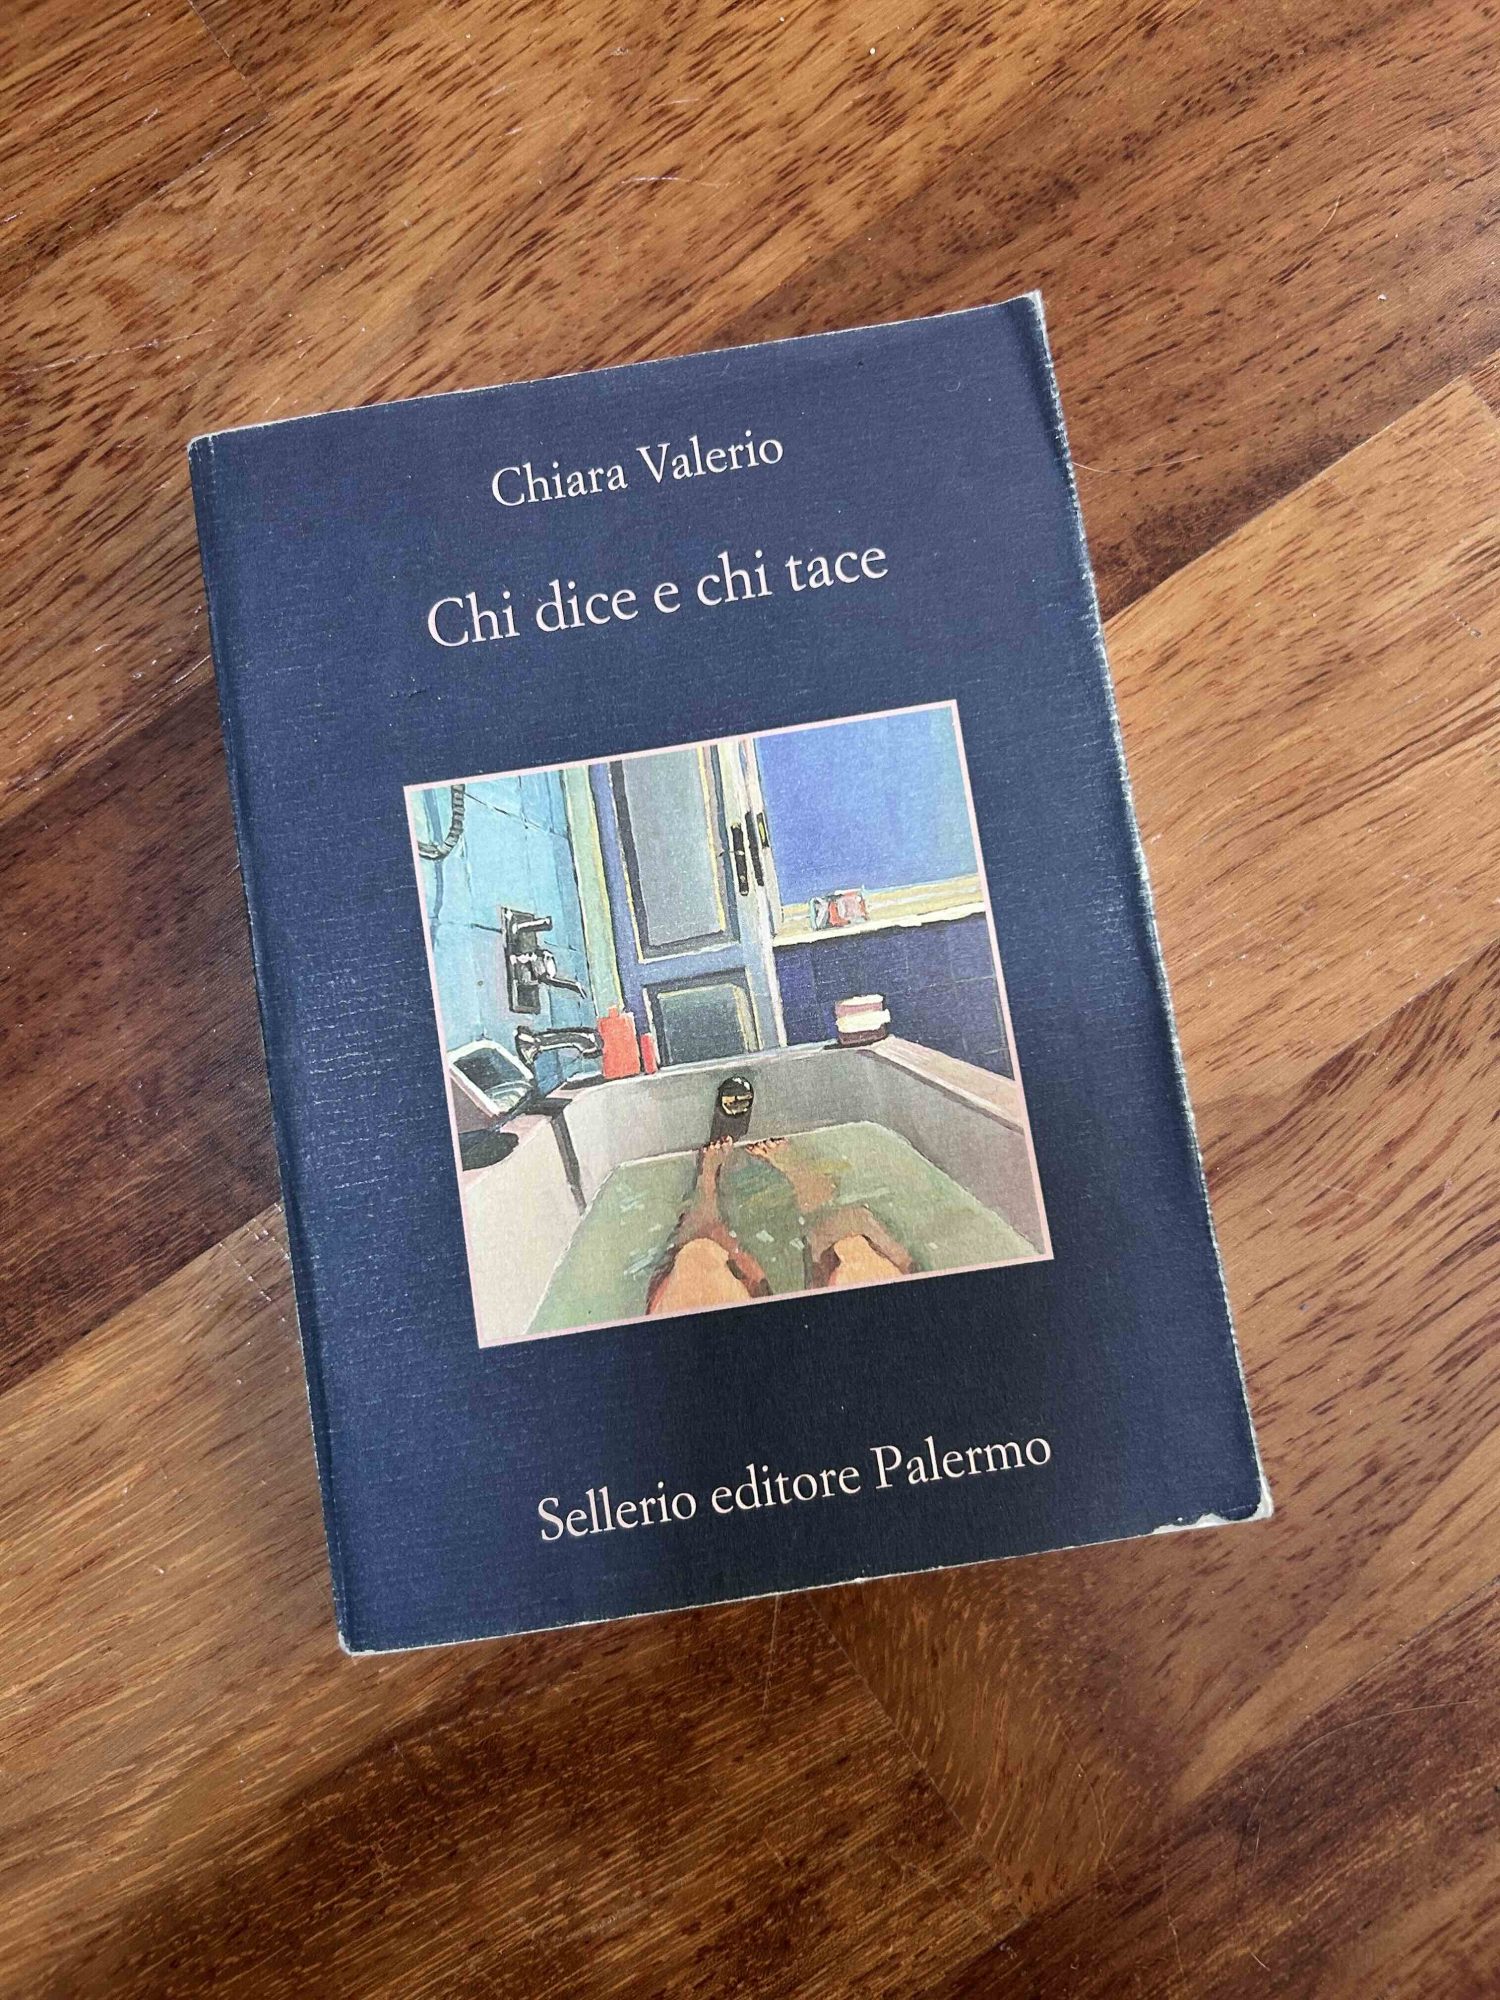 Chiara Valerio
Chi dice e chi tace
Sellerio editore Palermo